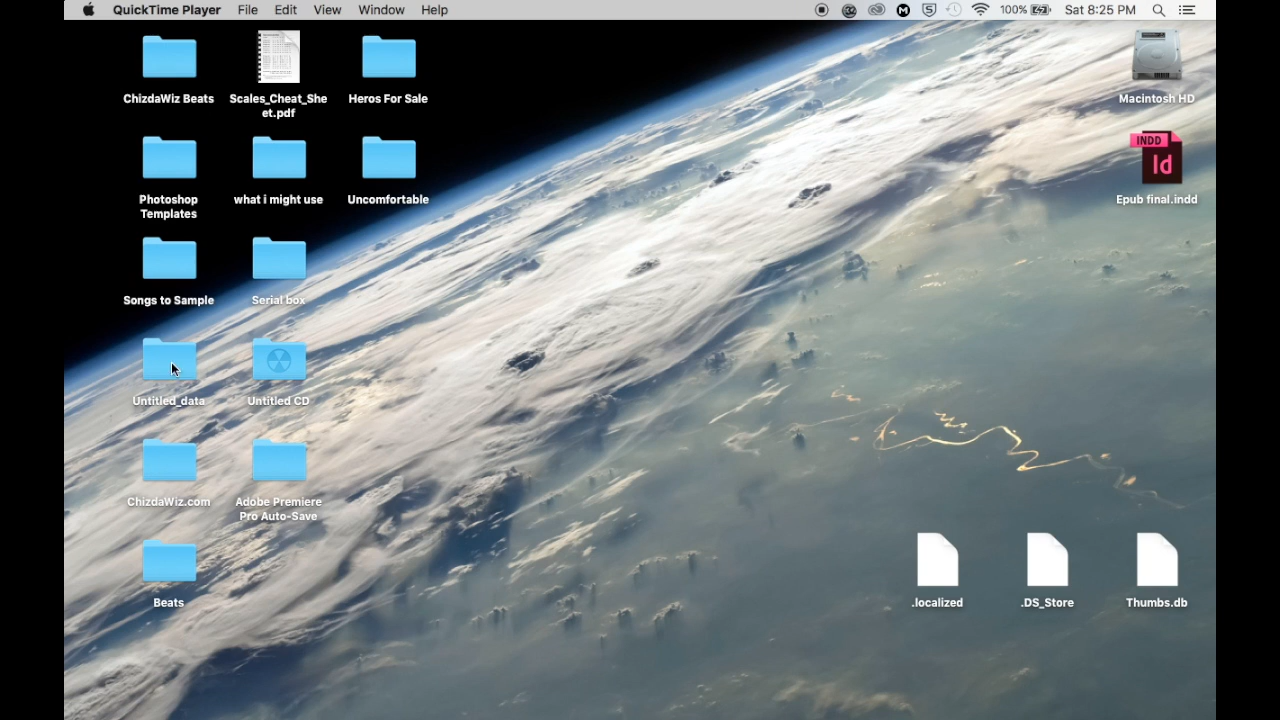 QuickTime Player File Edit View Window Help 100% Sat 8:25 PM
ChizdaWiz Beats
Scales_Cheat_She
et.pdf
Heros For Sale
Macintosh HD
Photoshop
Templates
what i might use
Uncomfortable
INDD
Id
Epub final.indd
Songs to Sample
Serial box
Untitled_data
Untitled CD
ChizdaWiz.com
Adobe Premiere
Pro Auto-Save
Beats
.localized
.DS_Store
Thumbs.db